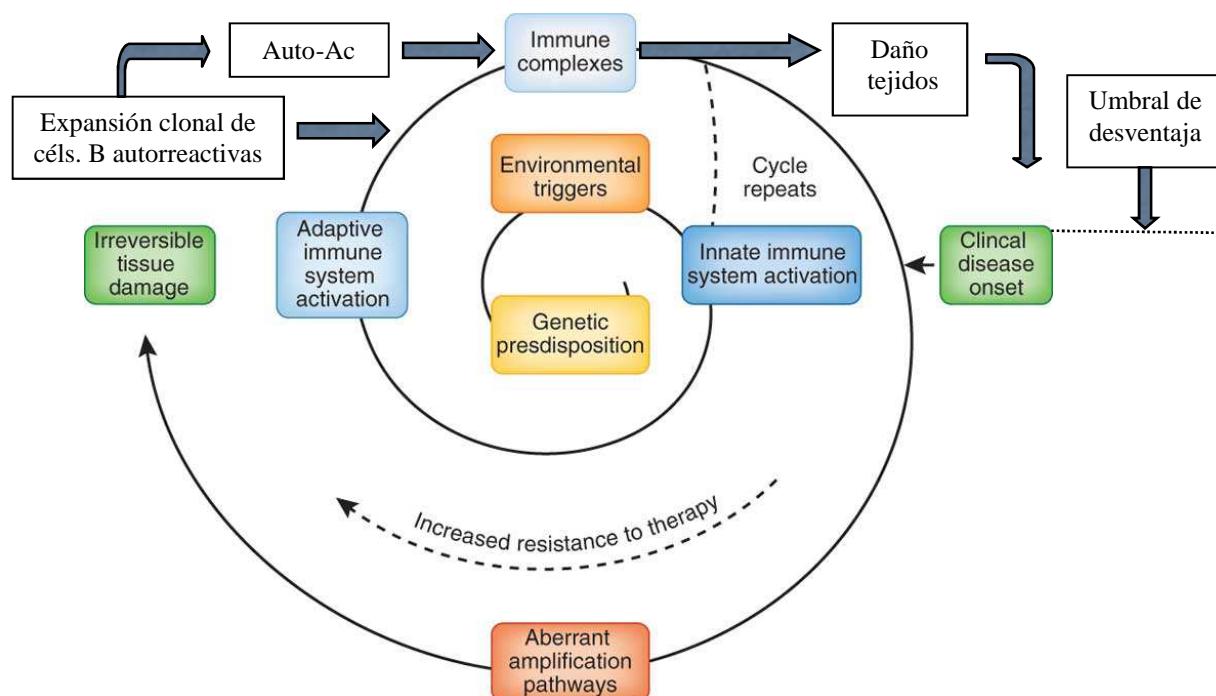 Auto-Ac
Immune
complexes
Daño
tejidos
Umbral de
desventaja
Expansión clonal de
céls. B autorreactivas
Environmental
triggers
Cycle
repeats
Irreversible
tissue
damage
Adaptive
immune
system
activation
Innate immune
system activation
Clincal
disease
onset
Genetic
presdisposition
Increased resistance to therapy
Aberrant
amplification
pathways